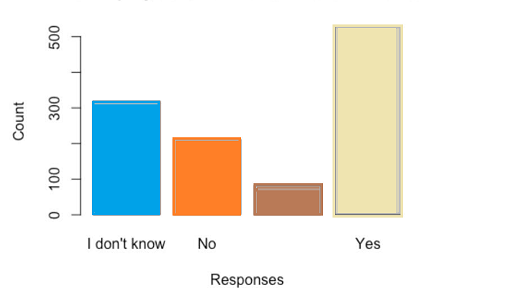 500
300
100
0
Count
I don't know
No
Yes
Responses